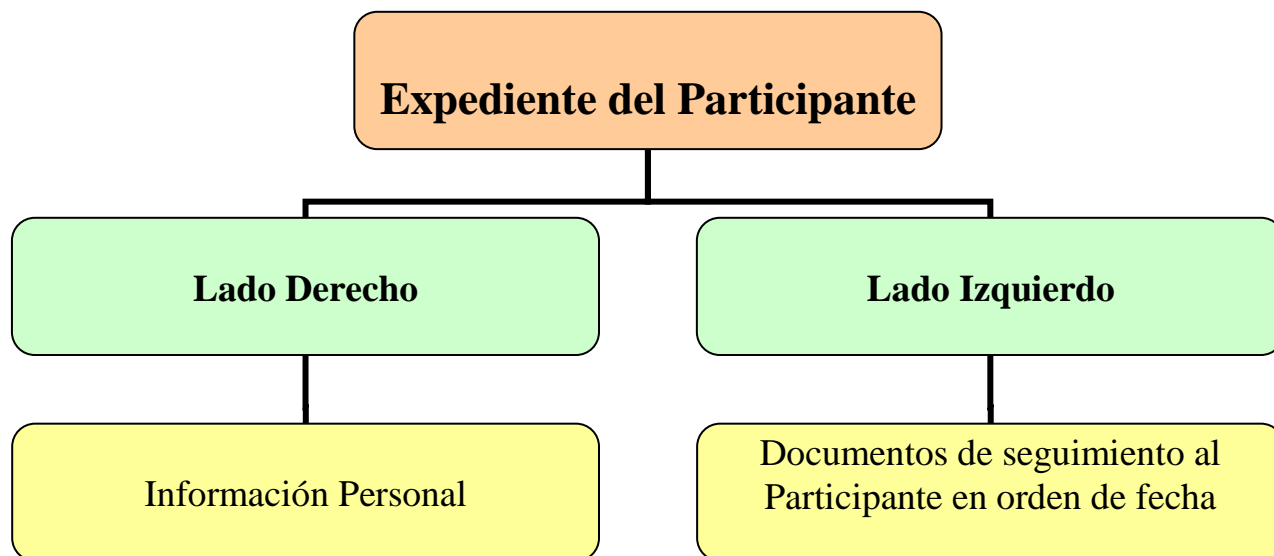 Expediente del Participante
Lado Derecho
Lado Izquierdo
Información Personal
Documentos de seguimiento al
Participante en orden de fecha